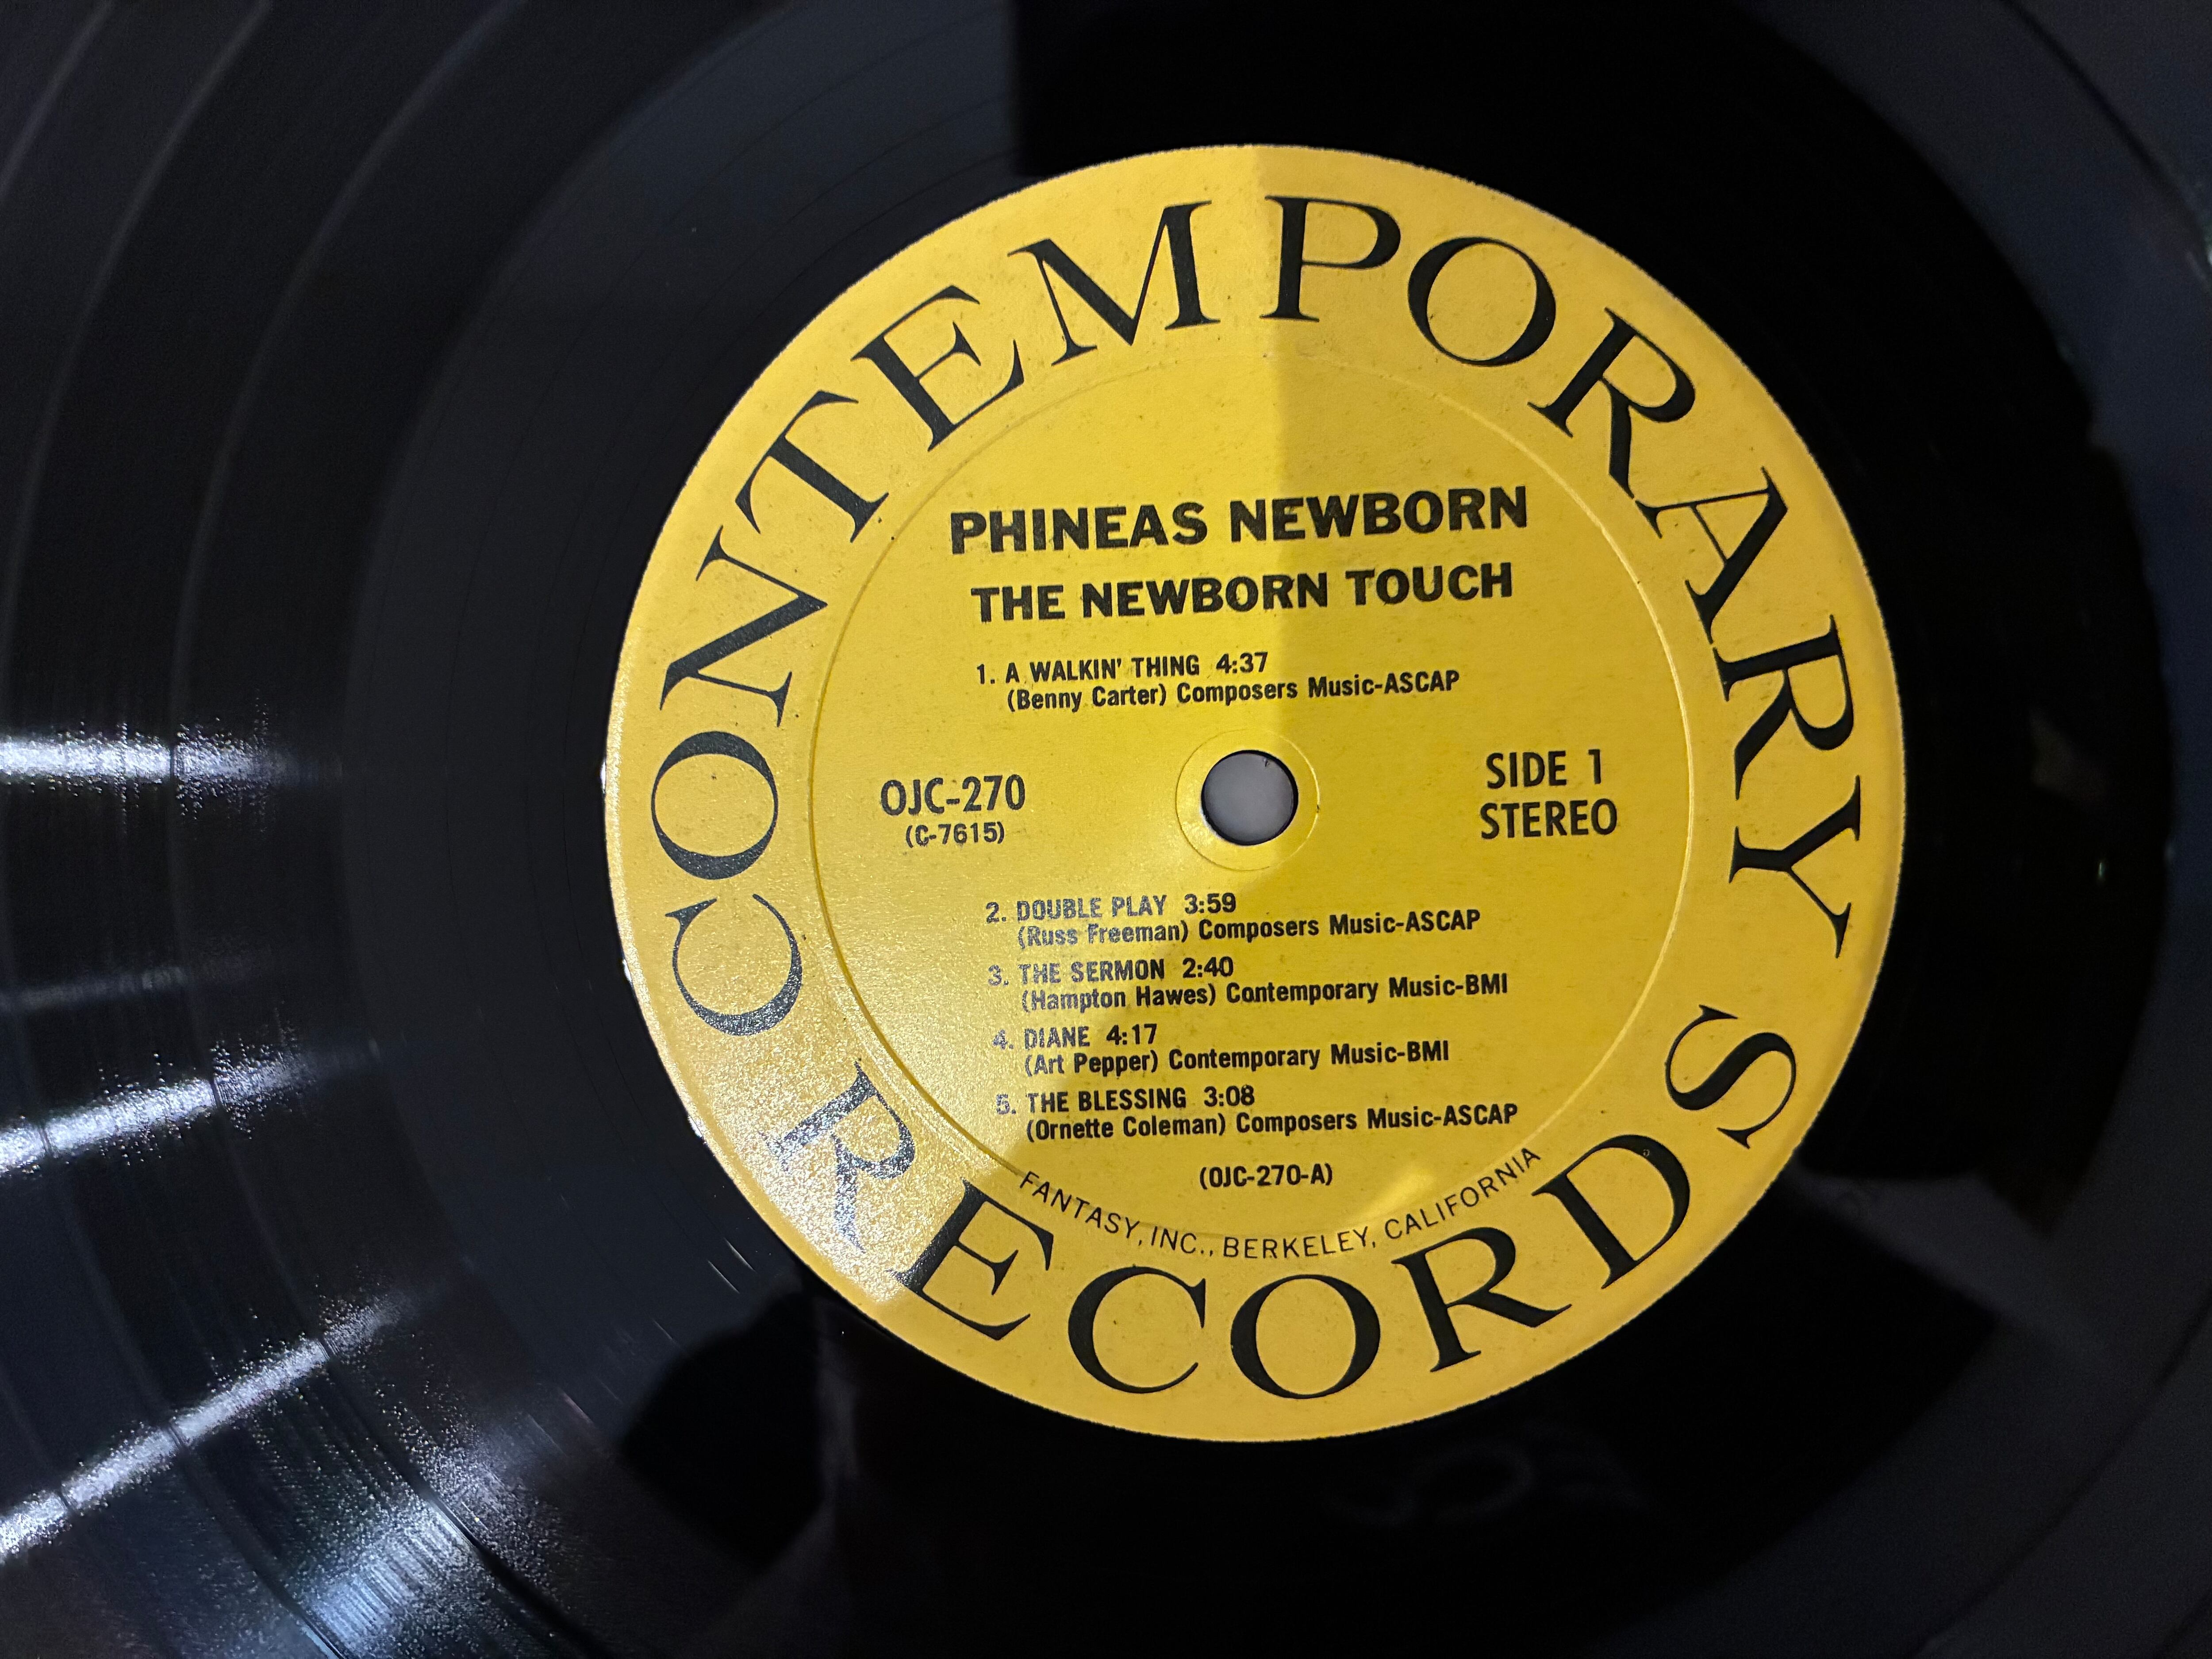 CONTEMPORARY RECORDS
PHINEAS NEWBORN
THE NEWBORN TOUCH
1. A WALKIN' THING 4:37
(Benny Carter) Composers Music-ASCAP
OJC-270
(C-7615)
SIDE 1
STEREO
2. DOUBLE PLAY 3:59
(Russ Freeman) Composers Music-ASCAP
3. THE SERMON 2:40
(Hampton Hawes) Contemporary Music-BMI
4. DIANE 4:17
(Art Pepper) Contemporary Music-BMI
5. THE BLESSING 3:08
(Ornette Coleman) Composers Music-ASCAP
(OJC-270-A)
FANTASY, INC., BERKELEY, CALIFORNIA